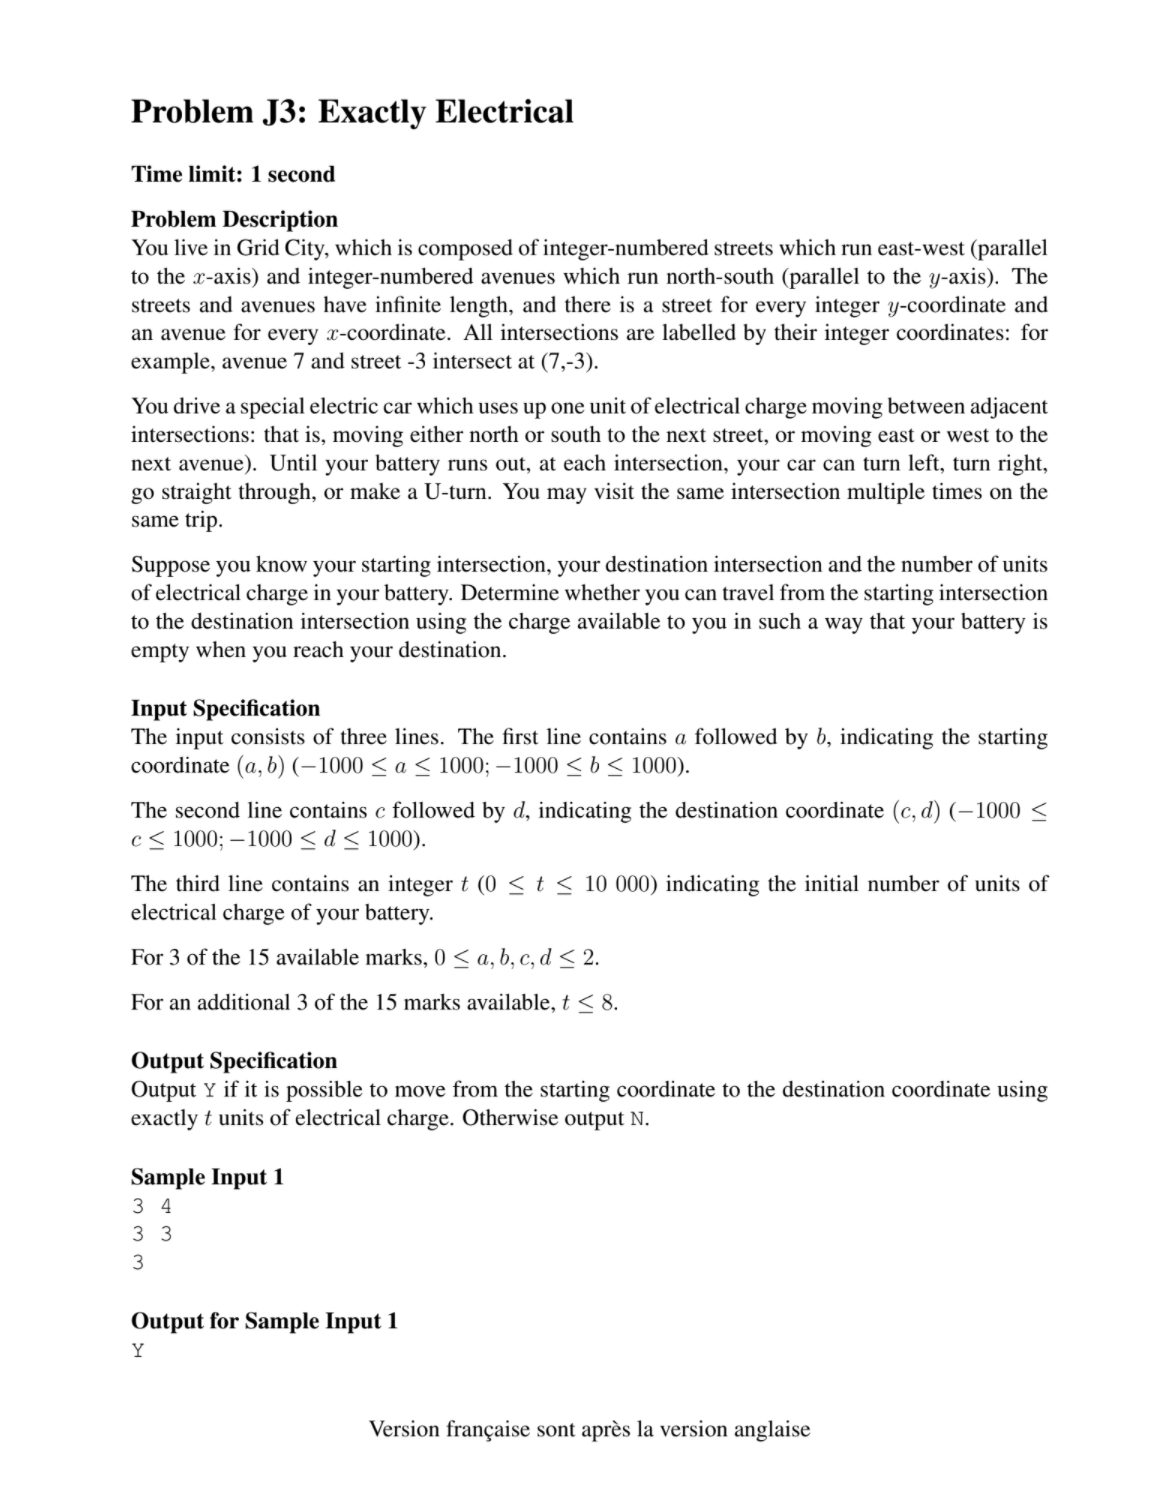 Problem J3: Exactly Electrical
Time limit: 1 second
Problem Description
You live in Grid City, which is composed of integer-numbered streets which run east-west (parallel
to the x-axis) and integer-numbered avenues which run north-south (parallel to the y-axis). The
streets and avenues have infinite length, and there is a street for every integer y-coordinate and
an avenue for every x-coordinate. All intersections are labelled by their integer coordinates: for
example, avenue 7 and street -3 intersect at (7,-3).
You drive a special electric car which uses up one unit of electrical charge moving between adjacent
intersections: that is, moving either north or south to the next street, or moving east or west to the
next avenue). Until your battery runs out, at each intersection, your car can turn left, turn right,
go straight through, or make a U-turn. You may visit the same intersection multiple times on the
same trip.
Suppose you know your starting intersection, your destination intersection and the number of units
of electrical charge in your battery. Determine whether you can travel from the starting intersection
to the destination intersection using the charge available to you in such a way that your battery is
empty when you reach your destination.
Input Specification
The input consists of three lines. The first line contains a followed by b, indicating the starting
coordinate (a, b) (−1000 ≤ a ≤ 1000; −1000 ≤ b ≤ 1000).
The second line contains c followed by d, indicating the destination coordinate (c, d) (−1000 ≤
c ≤ 1000; −1000 ≤ d ≤ 1000).
The third line contains an integer t (0 ≤ t ≤ 10 000) indicating the initial number of units of
electrical charge of your battery.
For 3 of the 15 available marks, 0 ≤ a, b, c, d ≤ 2.
For an additional 3 of the 15 marks available, t ≤ 8.
Output Specification
Output Y if it is possible to move from the starting coordinate to the destination coordinate using
exactly t units of electrical charge. Otherwise output N.
Sample Input 1
3 4
3 3
3
Output for Sample Input 1
Y
Version française sont après la version anglaise